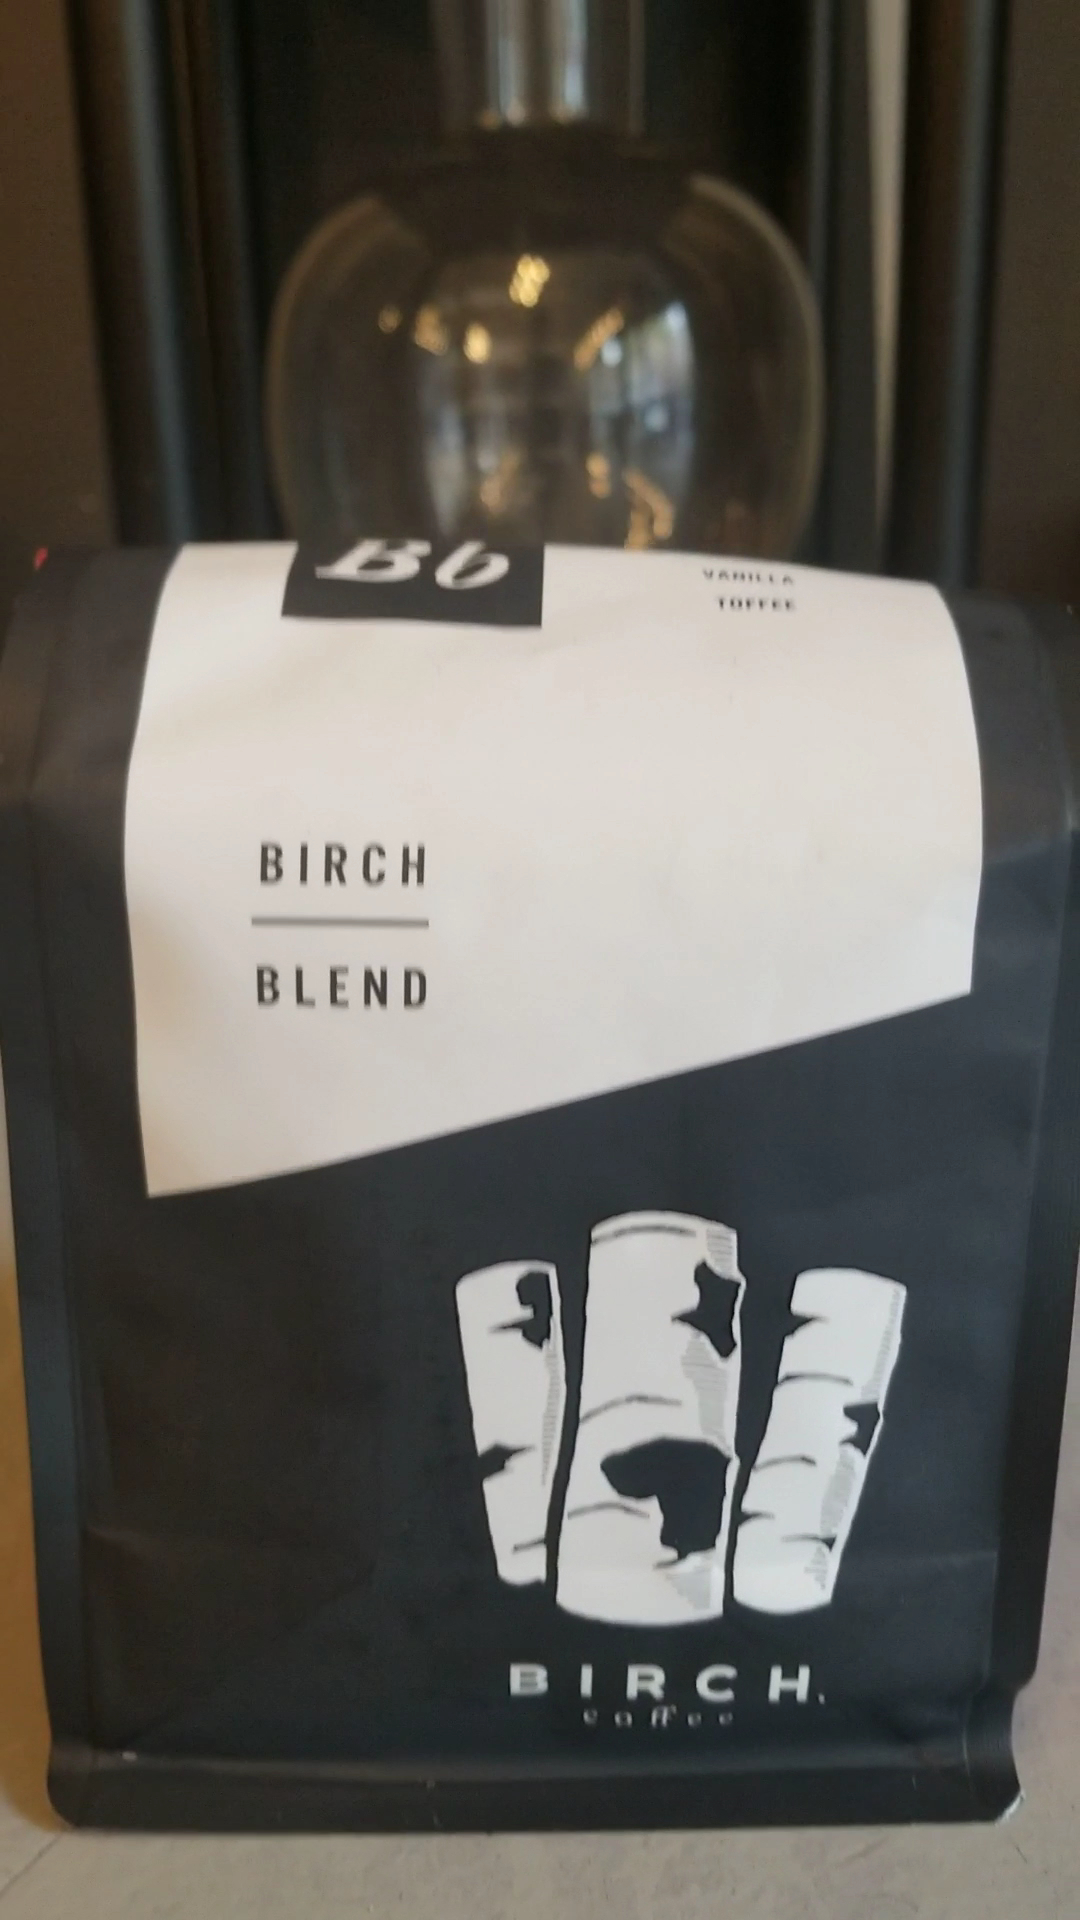 Bb
VANILLA
TOFFEE
BIRCH
BLEND
BIRCH.
coffee